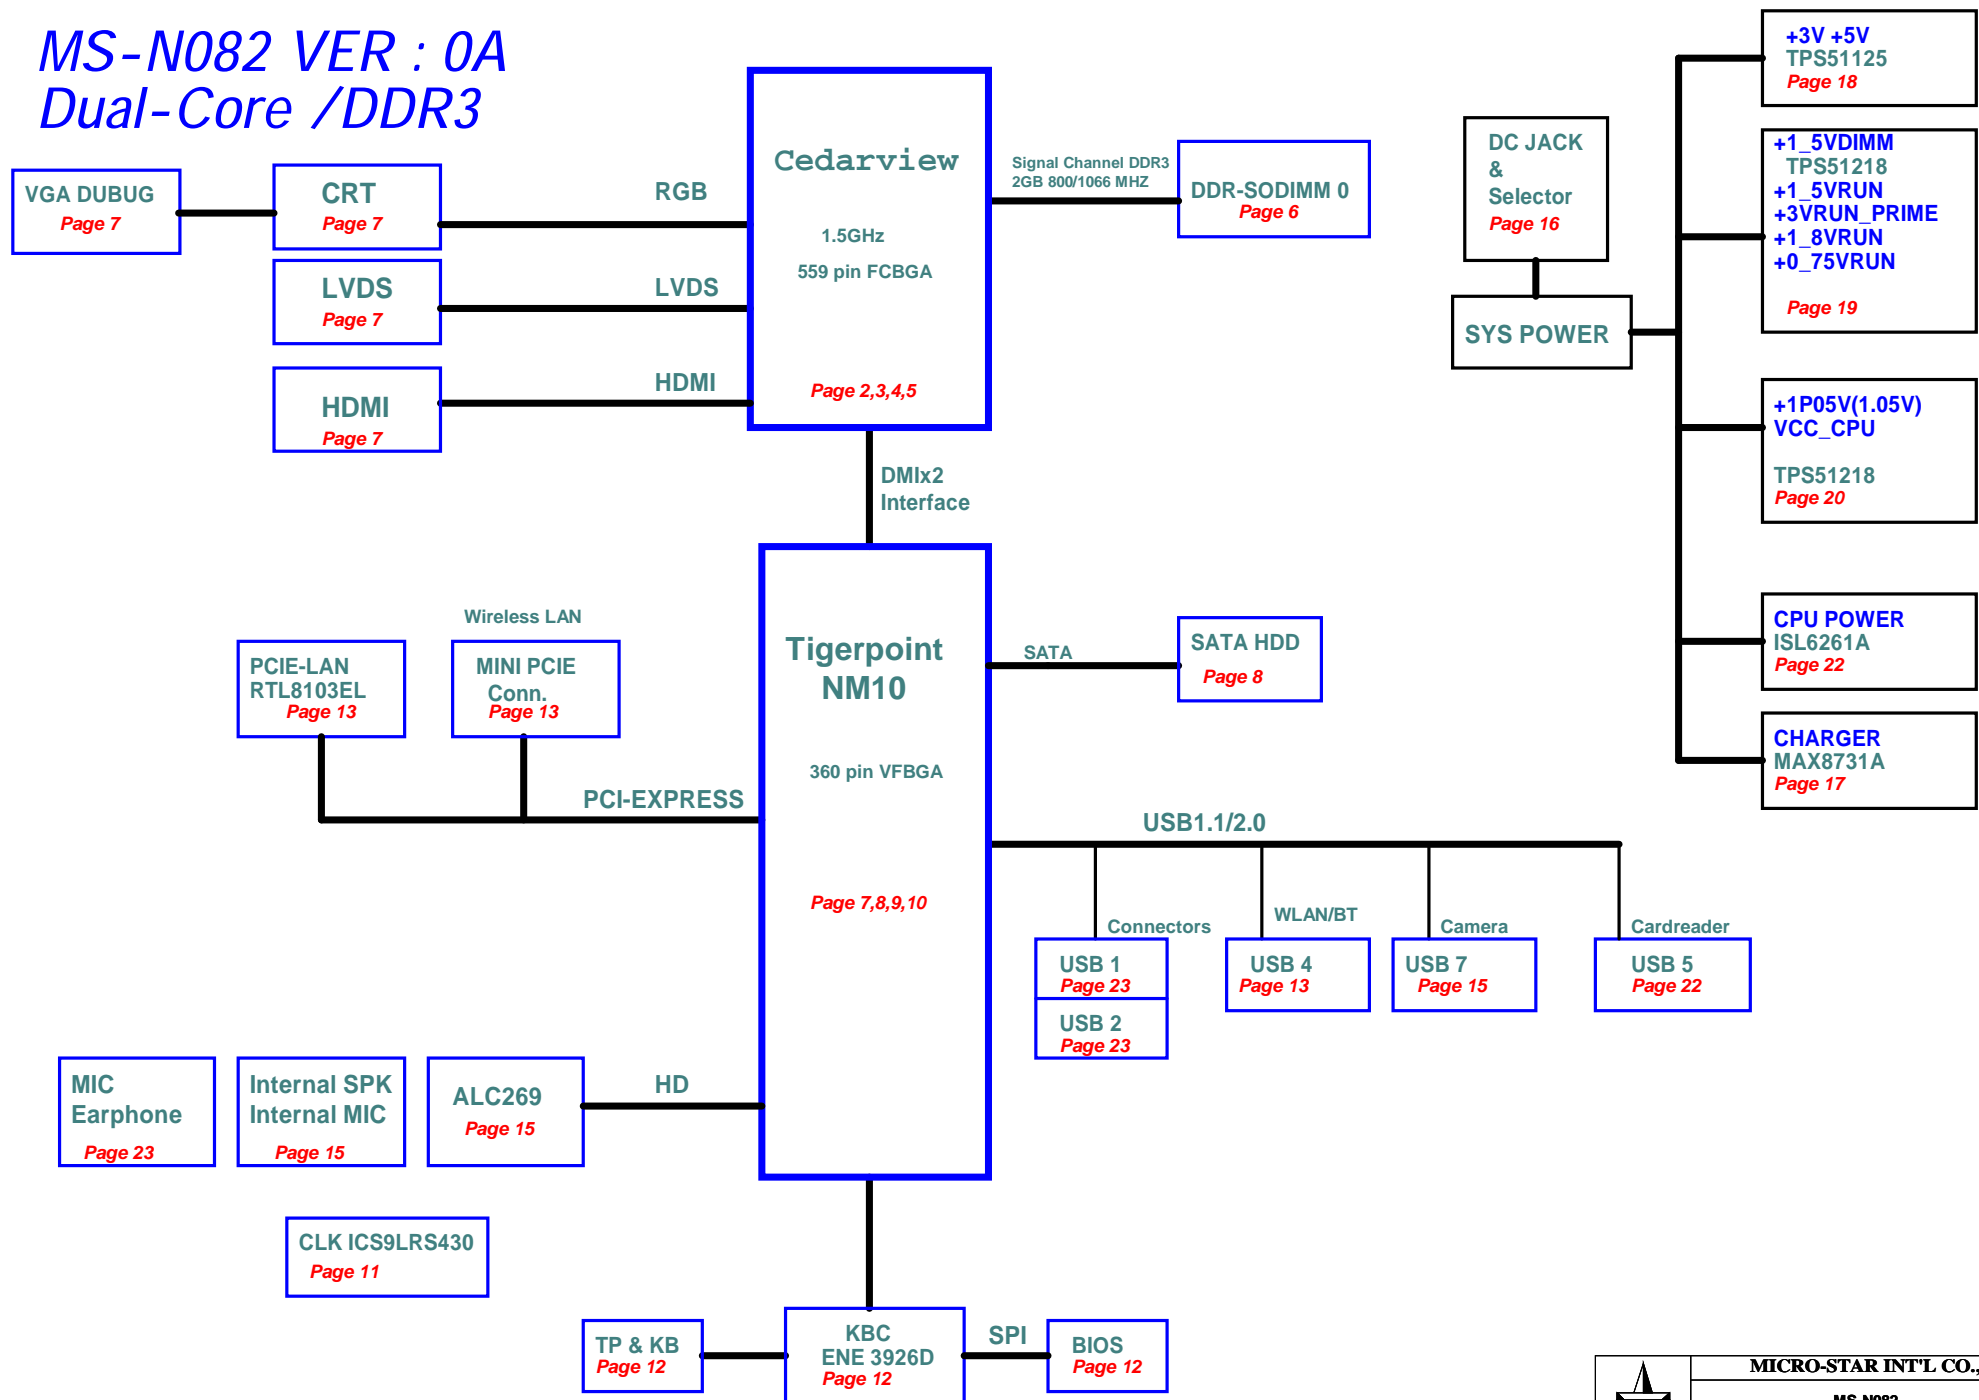 MS-N082 VER : 0A
Dual-Core /DDR3
VGA DUBUG
Page 7
CRT
Page 7
RGB
LVDS
Page 7
LVDS
HDMI
Page 7
HDMI
Cedarview
1.5GHz
559 pin FCBGA
Page 2,3,4,5
Signal Channel DDR3
2GB 800/1066 MHZ
DDR-SODIMM 0
Page 6
DMIx2
Interface
DC JACK
&
Selector
Page 16
SYS POWER
+3V +5V
TPS51125
Page 18
+1_5VDIMM
TPS51218
+1_5VRUN
+3VRUN_PRIME
+1_8VRUN
+0_75VRUN
Page 19
+1P05V(1.05V)
VCC_CPU
TPS51218
Page 20
CPU POWER
ISL6261A
Page 22
CHARGER
MAX8731A
Page 17
Wireless LAN
PCIE-LAN
RTL8103EL
Page 13
MINI PCIE
Conn.
Page 13
PCI-EXPRESS
Tigerpoint
NM10
360 pin VFBGA
Page 7,8,9,10
SATA
SATA HDD
Page 8
USB1.1/2.0
Connectors
USB 1
Page 23
USB 2
Page 23
WLAN/BT
USB 4
Page 13
Camera
USB 7
Page 15
Cardreader
USB 5
Page 22
MIC
Earphone
Page 23
Internal SPK
Internal MIC
Page 15
ALC269
Page 15
HD
CLK ICS9LRS430
Page 11
TP & KB
Page 12
KBC
ENE 3926D
Page 12
SPI
BIOS
Page 12
MICRO-STAR INT'L CO.,
MS-N082